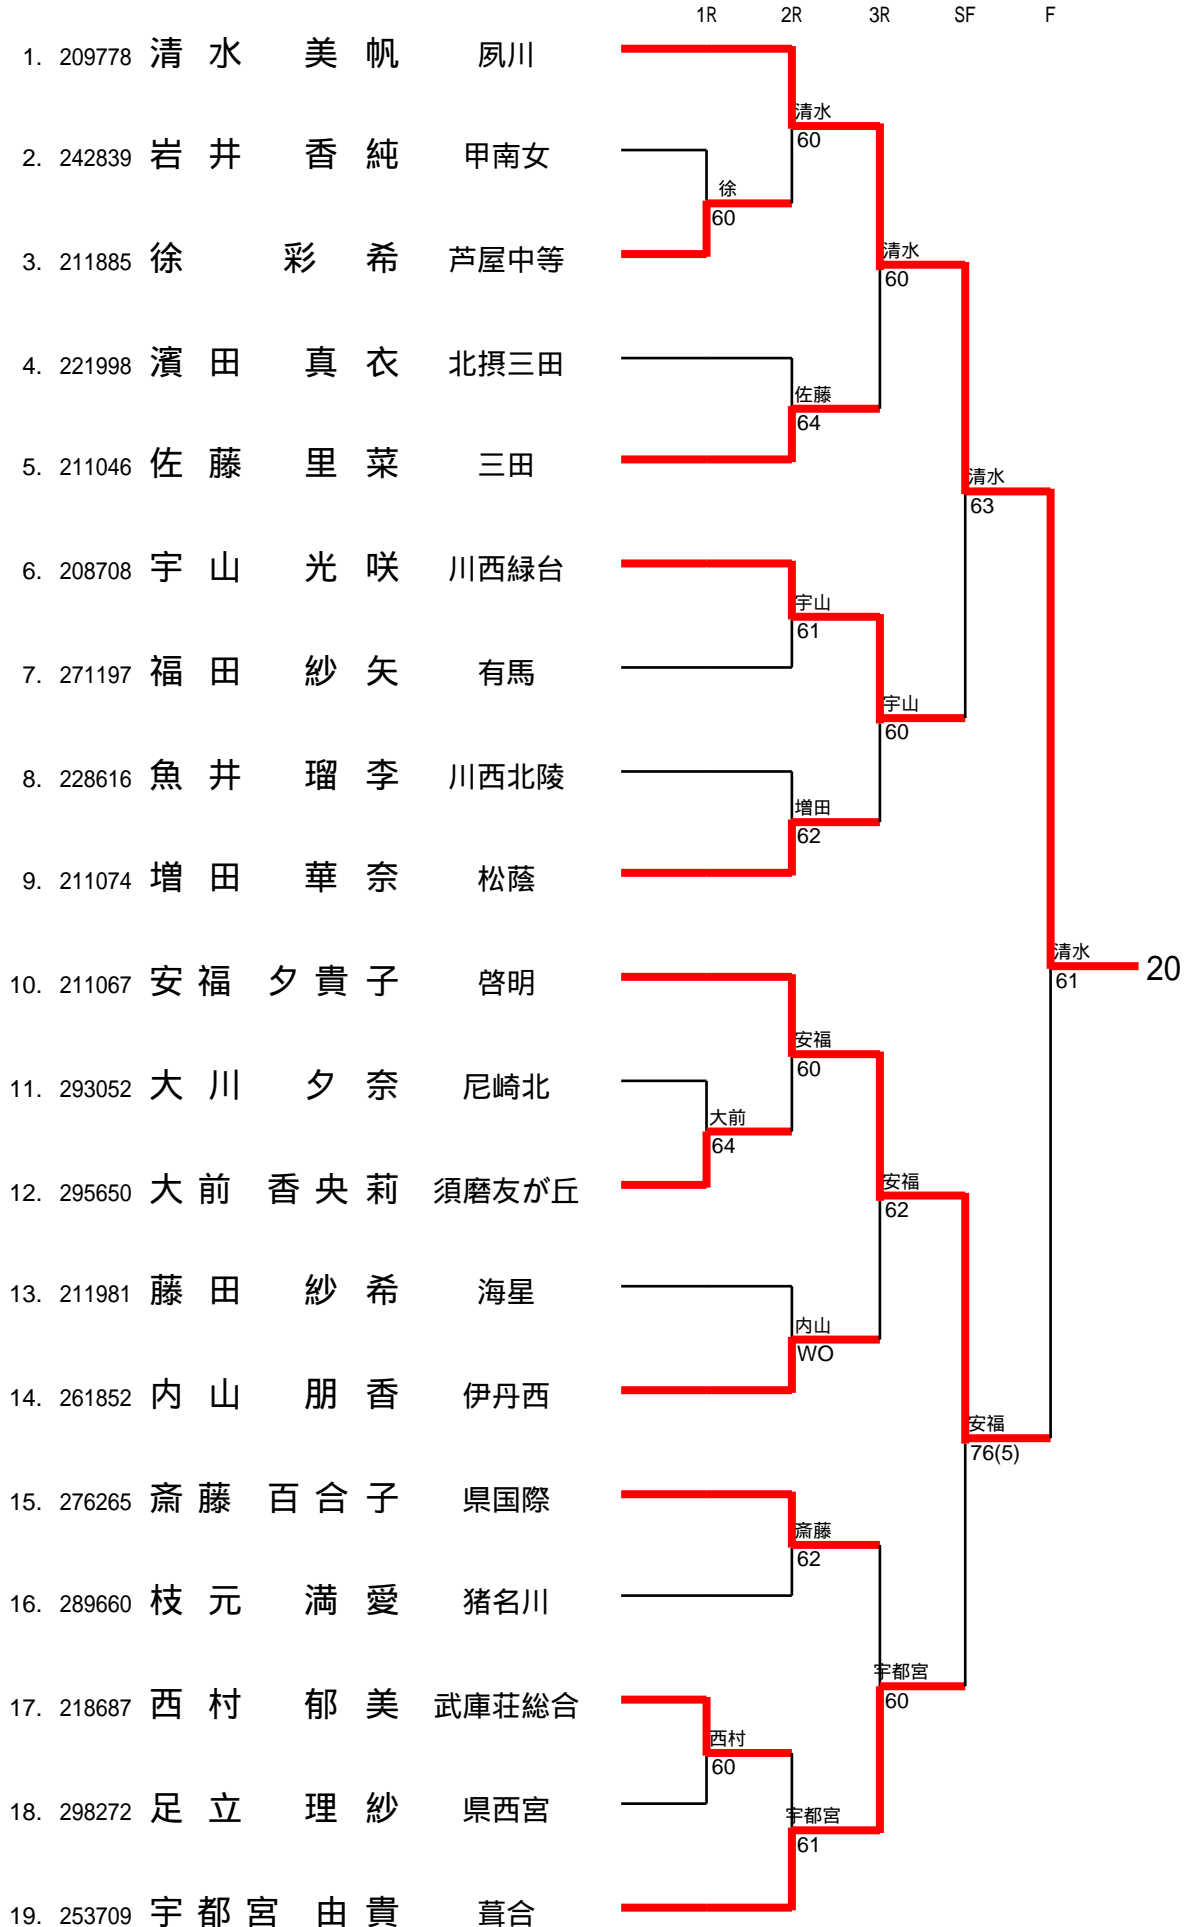 1R 2R 3R SF F
1. 209778 清水 美帆 夙川
清水
60
2. 242839 岩井 香純 甲南女
徐
60
3. 211885 徐 彩希 芦屋中等
清水
60
4. 221998 濱田 真衣 北摂三田
佐藤
64
5. 211046 佐藤 里菜 三田
清水
63
6. 208708 宇山 光咲 川西緑台
宇山
61
7. 271197 福田 紗矢 有馬
宇山
60
8. 228616 魚井 瑠李 川西北陵
増田
62
9. 211074 増田 華奈 松蔭
清水
61
20
10. 211067 安福 夕貴子 啓明
安福
60
11. 293052 大川 夕奈 尼崎北
大前
64
12. 295650 大前 香央莉 須磨友が丘
安福
62
13. 211981 藤田 紗希 海星
内山
WO
14. 261852 内山 朋香 伊丹西
安福
76(5)
15. 276265 斎藤 百合子 県国際
斎藤
62
16. 289660 枝元 満愛 猪名川
宇都宮
60
17. 218687 西村 郁美 武庫荘総合
西村
60
18. 298272 足立 理紗 県西宮
宇都宮
61
19. 253709 宇都宮 由貴 葺合